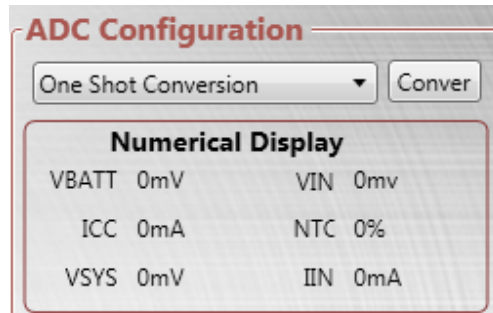 ADC Configuration
One Shot Conversion Conver
Numerical Display
VBATT 0mV VIN 0mv
ICC 0mA NTC 0%
VSYS 0mV IIN 0mA